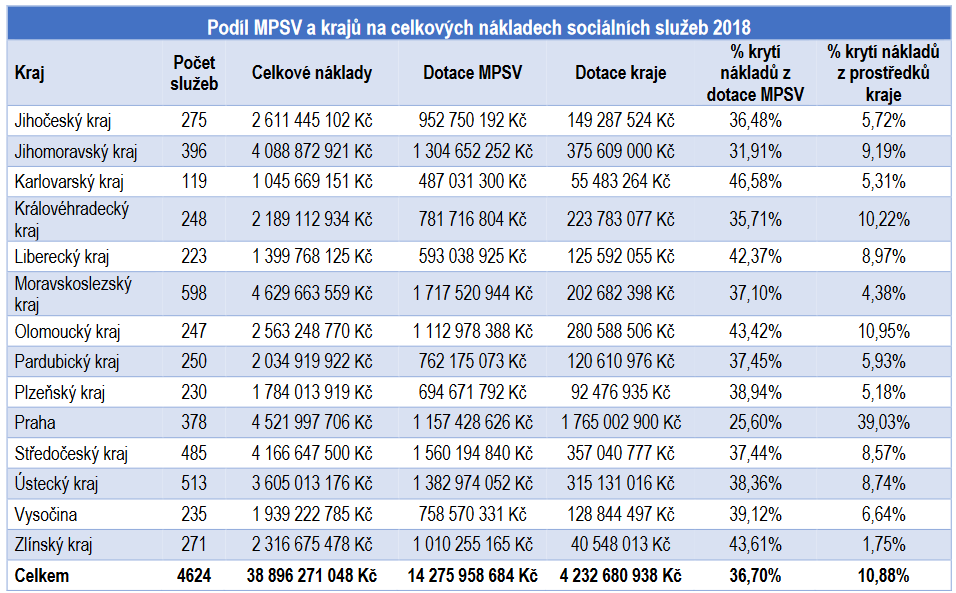 Podíl MPSV a krajů na celkových nákladech sociálních služeb 2018
Kraj Počet služeb Celkové náklady Dotace MPSV Dotace kraje % krytí nákladů z dotace MPSV % krytí nákladů z prostředků kraje
Jihočeský kraj 275 2 611 445 102 Kč 952 750 192 Kč 149 287 524 Kč 36,48% 5,72%
Jihomoravský kraj 396 4 088 872 921 Kč 1 304 652 252 Kč 375 609 000 Kč 31,91% 9,19%
Karlovarský kraj 119 1 045 669 151 Kč 487 031 300 Kč 55 483 264 Kč 46,58% 5,31%
Královéhradecký kraj 248 2 189 112 934 Kč 781 716 804 Kč 223 783 077 Kč 35,71% 10,22%
Liberecký kraj 223 1 399 768 125 Kč 593 038 925 Kč 125 592 055 Kč 42,37% 8,97%
Moravskoslezský kraj 598 4 629 663 559 Kč 1 717 520 944 Kč 202 682 398 Kč 37,10% 4,38%
Olomoucký kraj 247 2 563 248 770 Kč 1 112 978 388 Kč 280 588 506 Kč 43,42% 10,95%
Pardubický kraj 250 2 034 919 922 Kč 762 175 073 Kč 120 610 976 Kč 37,45% 5,93%
Plzeňský kraj 230 1 784 013 919 Kč 694 671 792 Kč 92 476 935 Kč 38,94% 5,18%
Praha 378 4 521 997 706 Kč 1 157 428 626 Kč 1 765 002 900 Kč 25,60% 39,03%
Středočeský kraj 485 4 166 647 500 Kč 1 560 194 840 Kč 357 040 777 Kč 37,44% 8,57%
Ústecký kraj 513 3 605 013 176 Kč 1 382 974 052 Kč 315 131 016 Kč 38,36% 8,74%
Vysočina 235 1 939 222 785 Kč 758 570 331 Kč 128 844 497 Kč 39,12% 6,64%
Zlínský kraj 271 2 316 675 478 Kč 1 010 255 165 Kč 40 548 013 Kč 43,61% 1,75%
Celkem 4624 38 896 271 048 Kč 14 275 958 684 Kč 4 232 680 938 Kč 36,70% 10,88%